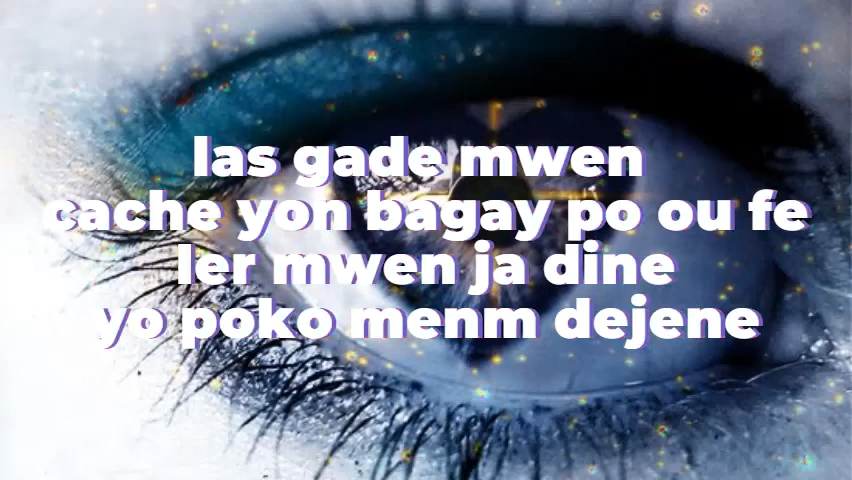 las gade mwen
cache yon bagay po ou fe
ler mwen ja dine
yo poko menm dejene